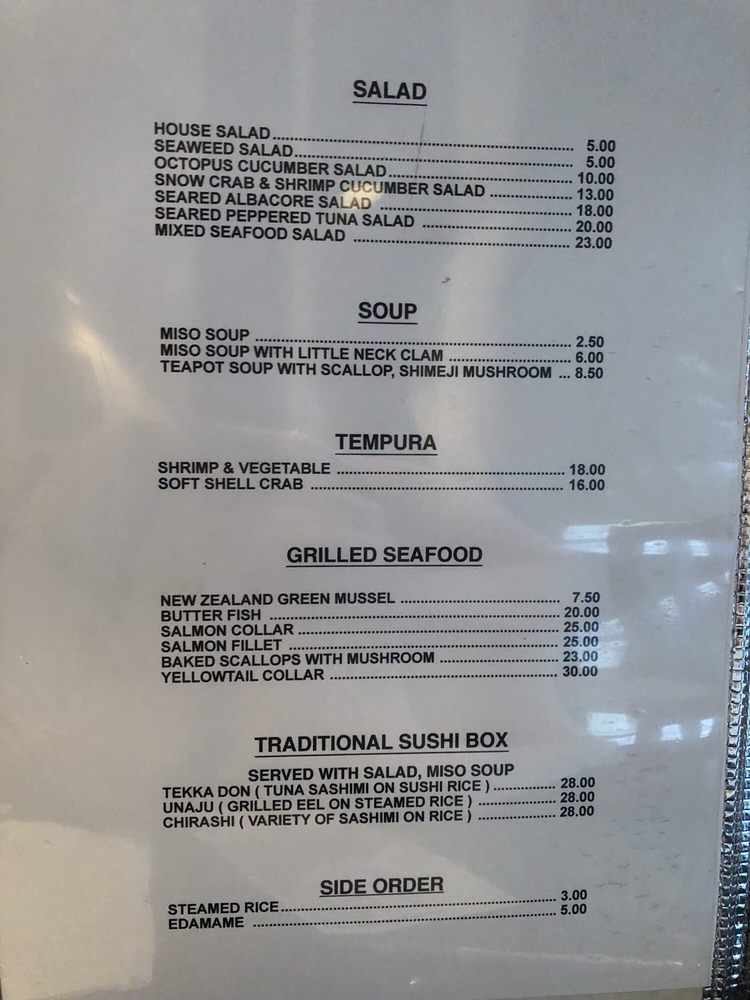 SALAD
HOUSE SALAD 5.00
SEAWEED SALAD 5.00
OCTOPUS CUCUMBER SALAD 10.00
SNOW CRAB & SHRIMP CUCUMBER SALAD 13.00
SEARED ALBACORE SALAD 18.00
SEARED PEPPERED TUNA SALAD 20.00
MIXED SEAFOOD SALAD 23.00
SOUP
MISO SOUP 2.50
MISO SOUP WITH LITTLE NECK CLAM 6.00
TEAPOT SOUP WITH SCALLOP, SHIMEJI MUSHROOM ... 8.50
TEMPURA
SHRIMP & VEGETABLE 18.00
SOFT SHELL CRAB 16.00
GRILLED SEAFOOD
NEW ZEALAND GREEN MUSSEL 7.50
BUTTER FISH 20.00
SALMON COLLAR 25.00
SALMON FILLET 25.00
BAKED SCALLOPS WITH MUSHROOM 23.00
YELLOWTAIL COLLAR 30.00
TRADITIONAL SUSHI BOX
SERVED WITH SALAD, MISO SOUP
TEKKA DON ( TUNA SASHIMI ON SUSHI RICE ) 28.00
UNAJU ( GRILLED EEL ON STEAMED RICE ) 28.00
CHIRASHI ( VARIETY OF SASHIMI ON RICE ) 28.00
SIDE ORDER
STEAMED RICE 3.00
EDAMAME 5.00